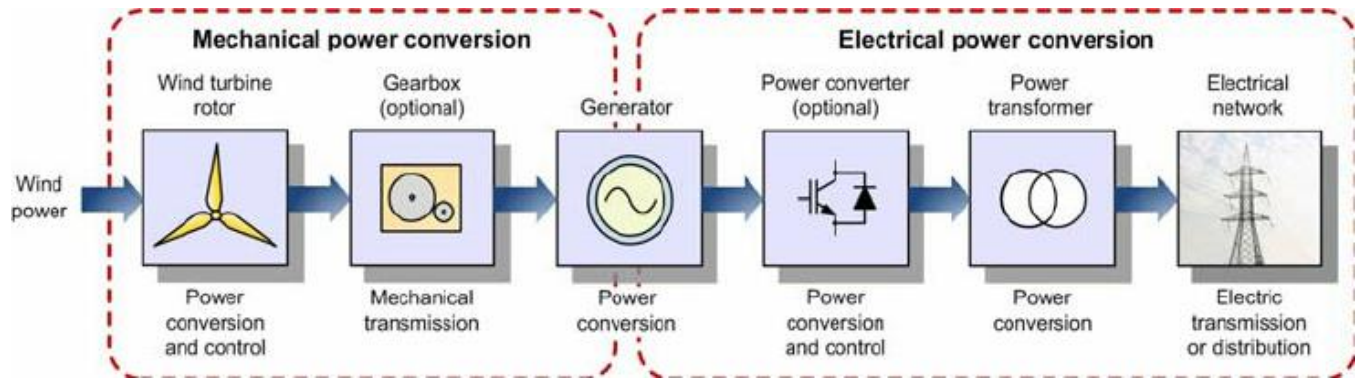 Mechanical power conversion
Electrical power conversion
Wind turbine
rotor
Gearbox
(optional)
Generator
Power converter
(optional)
Power
transformer
Electrical
network
Wind
power
Power
conversion
and control
Mechanical
transmission
Power
conversion
Power
conversion
and control
Power
conversion
Electric
transmission
or distribution